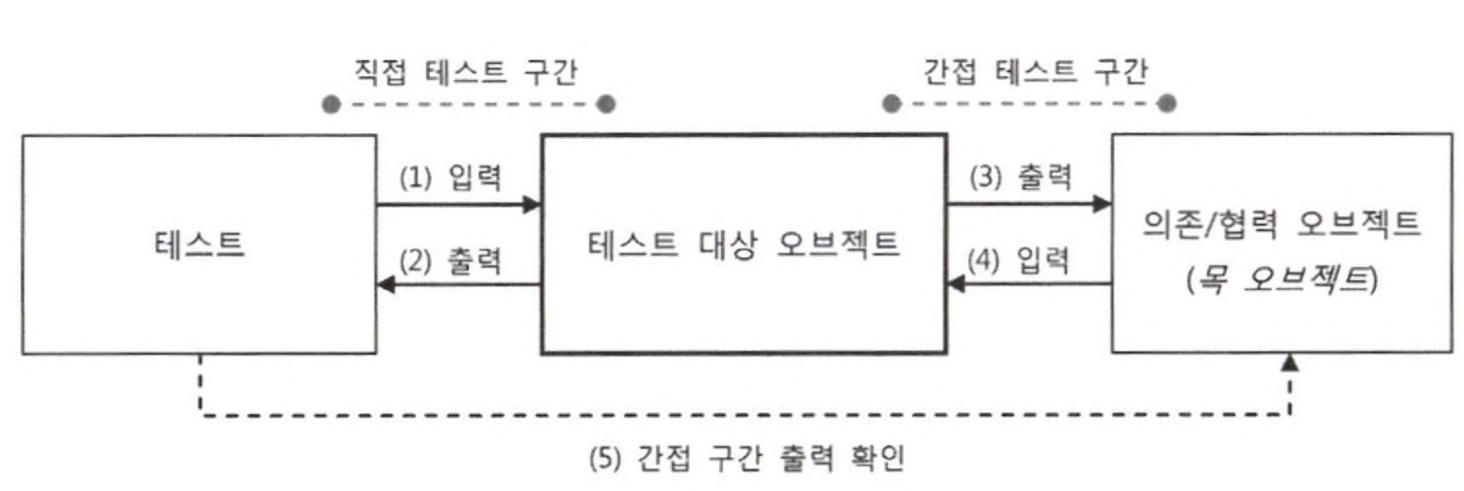 직접 테스트 구간
간접 테스트 구간
테스트
(1) 입력
(2) 출력
테스트 대상 오브젝트
(3) 출력
(4) 입력
의존/협력 오브젝트
(목 오브젝트)
(5) 간접 구간 출력 확인